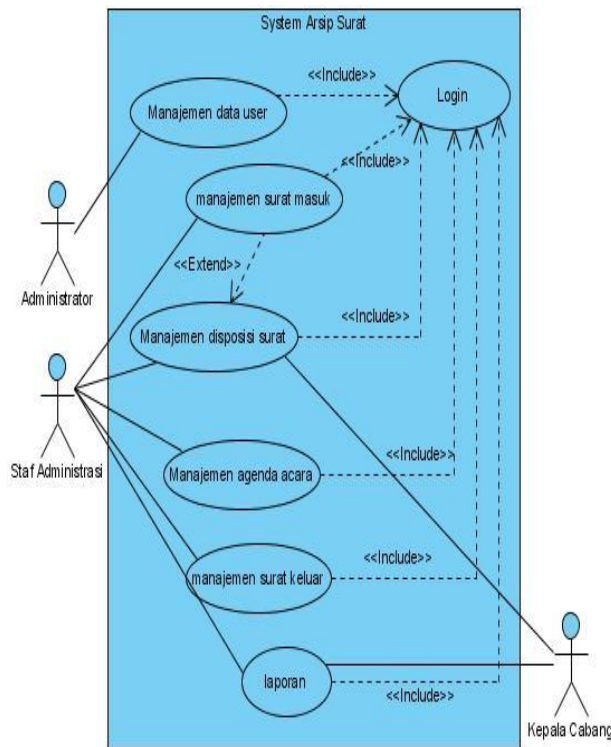 System Arsip Surat
<<Include>>
Login
Manajemen data user
<<Include>>
manajemen surat masuk
<<Extend>>
Administrator
<<Include>>
Manajemen disposisi surat
Staf Administrasi
Manajemen agenda acara
<<Include>>
<<Include>>
manajemen surat keluar
laporan
<<Include>>
Kepala Cabang